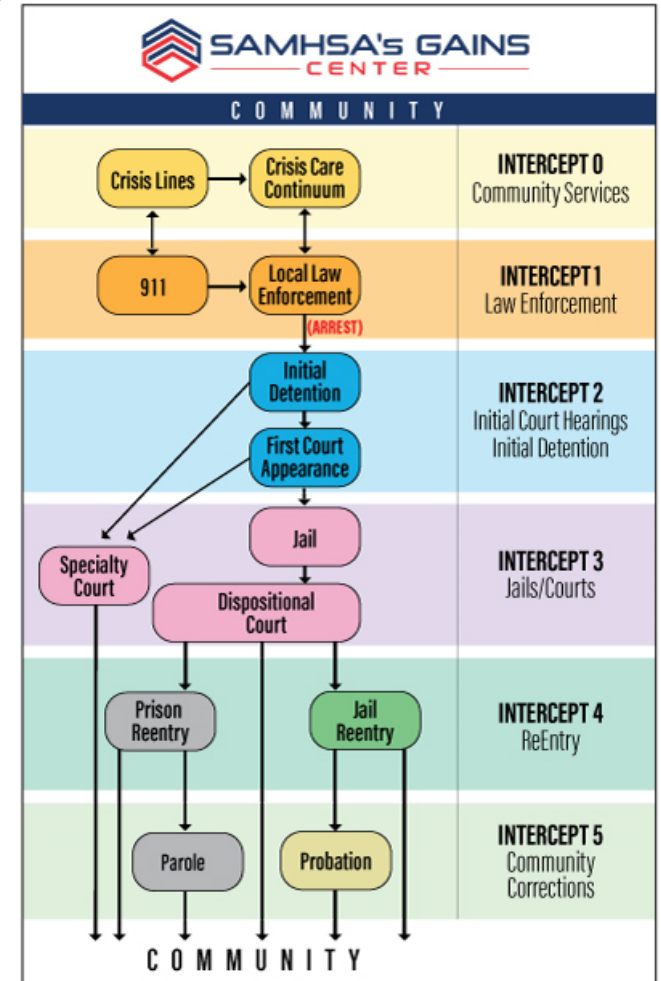 SAMHSA's GAINS
CENTER
COMMUNITY
Crisis Lines
Crisis Care
Continuum
INTERCEPT 0
Community Services
911
Local Law
Enforcement
INTERCEPT 1
Law Enforcement
(ARREST)
Initial
Detention
First Court
Appearance
INTERCEPT 2
Initial Court Hearings
Initial Detention
Jail
Specialty
Court
Dispositional
Court
INTERCEPT 3
Jails/Courts
Prison
Reentry
Jail
Reentry
INTERCEPT 4
ReEntry
Parole
Probation
INTERCEPT 5
Community
Corrections
COMMUNITY